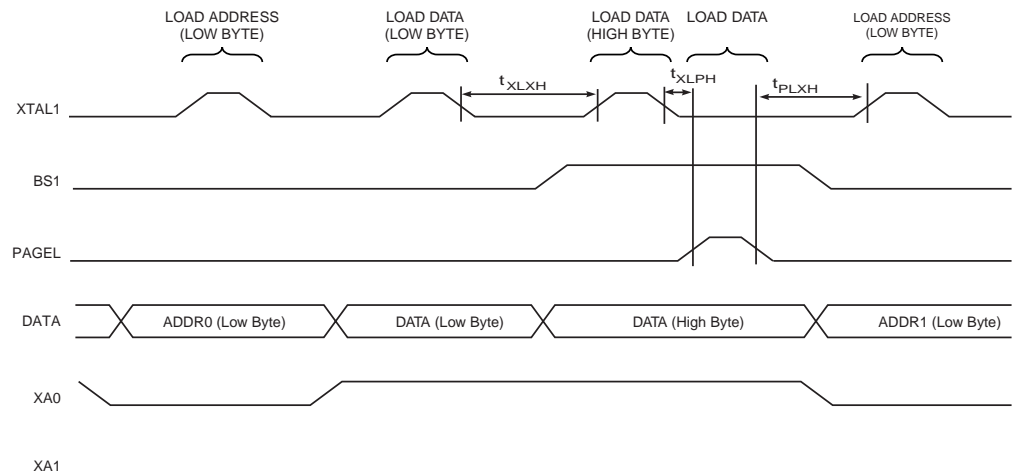 LOAD ADDRESS
(LOW BYTE)
LOAD DATA
(LOW BYTE)
LOAD DATA
(HIGH BYTE)
LOAD DATA
LOAD ADDRESS
(LOW BYTE)
tXLXH
tXLPH
tPLXH
XTAL1
BS1
PAGEL
DATA
ADDR0 (Low Byte)
DATA (Low Byte)
DATA (High Byte)
ADDR1 (Low Byte)
XA0
XA1